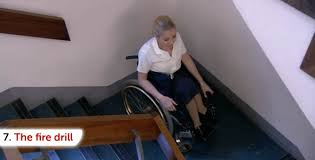 7. The fire drill